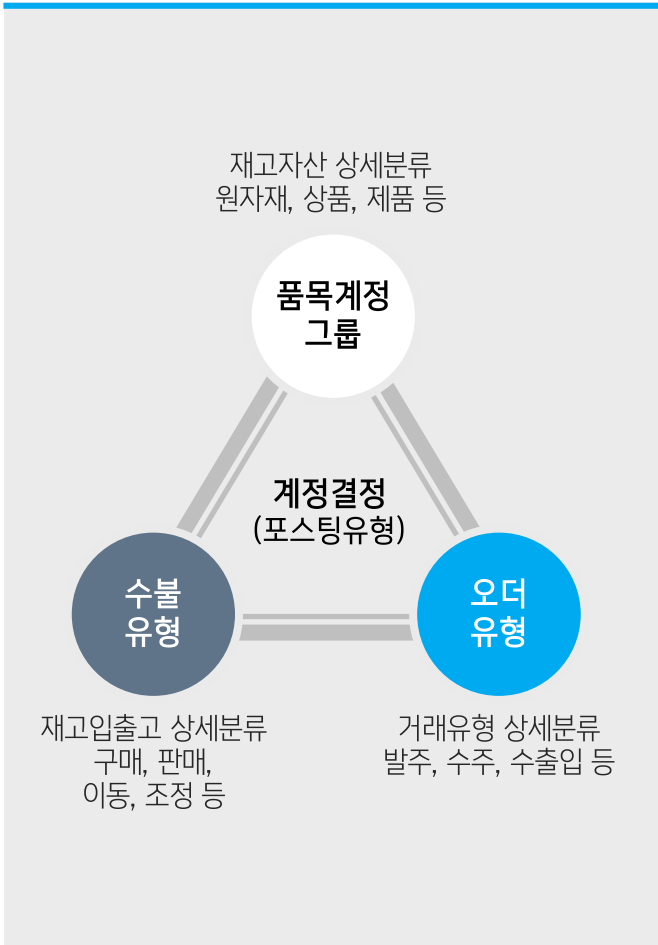 재고자산 상세분류
원자재, 상품, 제품 등
품목계정
그룹
계정결정
(포스팅유형)
수불
유형
오더
유형
재고입출고 상세분류
구매, 판매,
이동, 조정 등
거래유형 상세분류
발주, 수주, 수출입 등